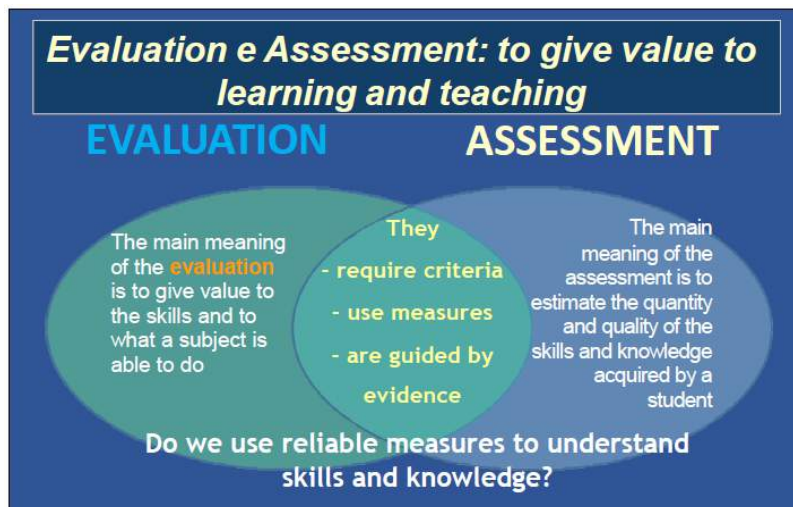 Evaluation e Assessment: to give value to
learning and teaching
EVALUATION
ASSESSMENT
The main meaning
of the evaluation
is to give value to
the skills and to
what a subject is
able to do
They
- require criteria
- use measures
- are guided by
evidence
The main
meaning of the
assessment is to
estimate the quantity
and quality of the
skills and knowledge
acquired by a
student
Do we use reliable measures to understand
skills and knowledge?